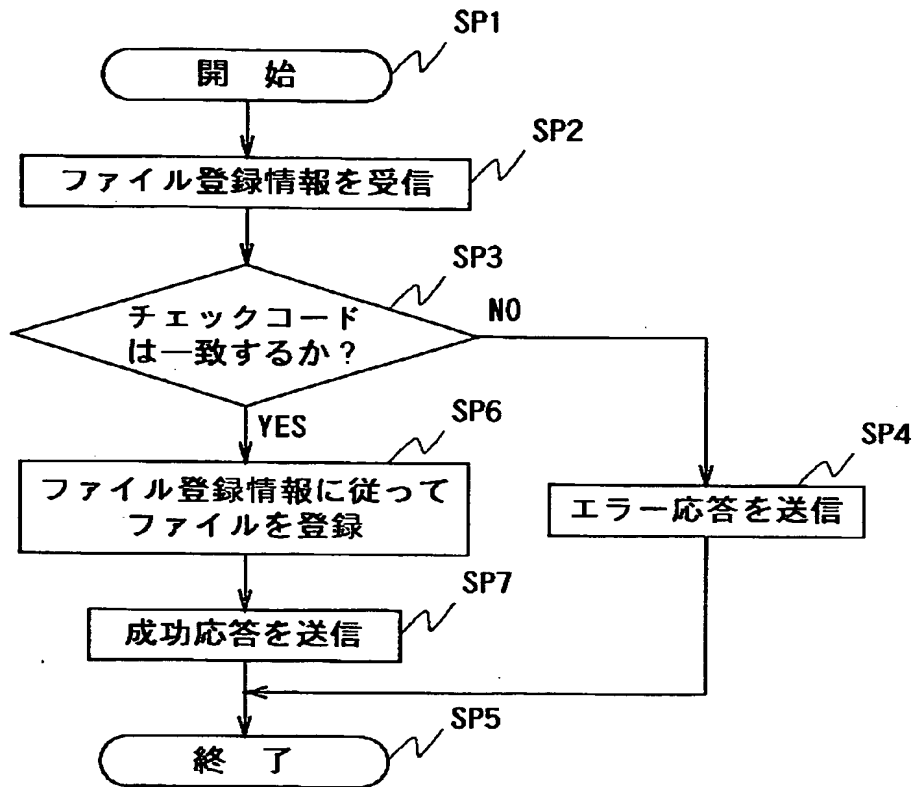 SP1
開 始
SP2
ファイル登録情報を受信
SP3
チェックコード
は一致するか？
NO
YES
SP6
ファイル登録情報に従って
ファイルを登録
SP4
エラー応答を送信
SP7
成功応答を送信
SP5
終 了